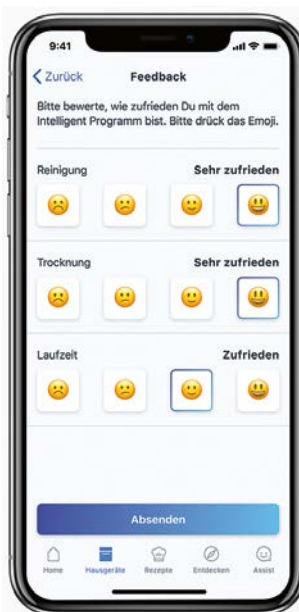 9:41
Zurück Feedback
Bitte bewerte, wie zufrieden Du mit dem
Intelligent Programm bist. Bitte drück das Emoji.
Reinigung Sehr zufrieden
Trocknung Sehr zufrieden
Laufzeit Zufrieden
Absenden
Home Hausgeräte Rezepte Entdecken Assist